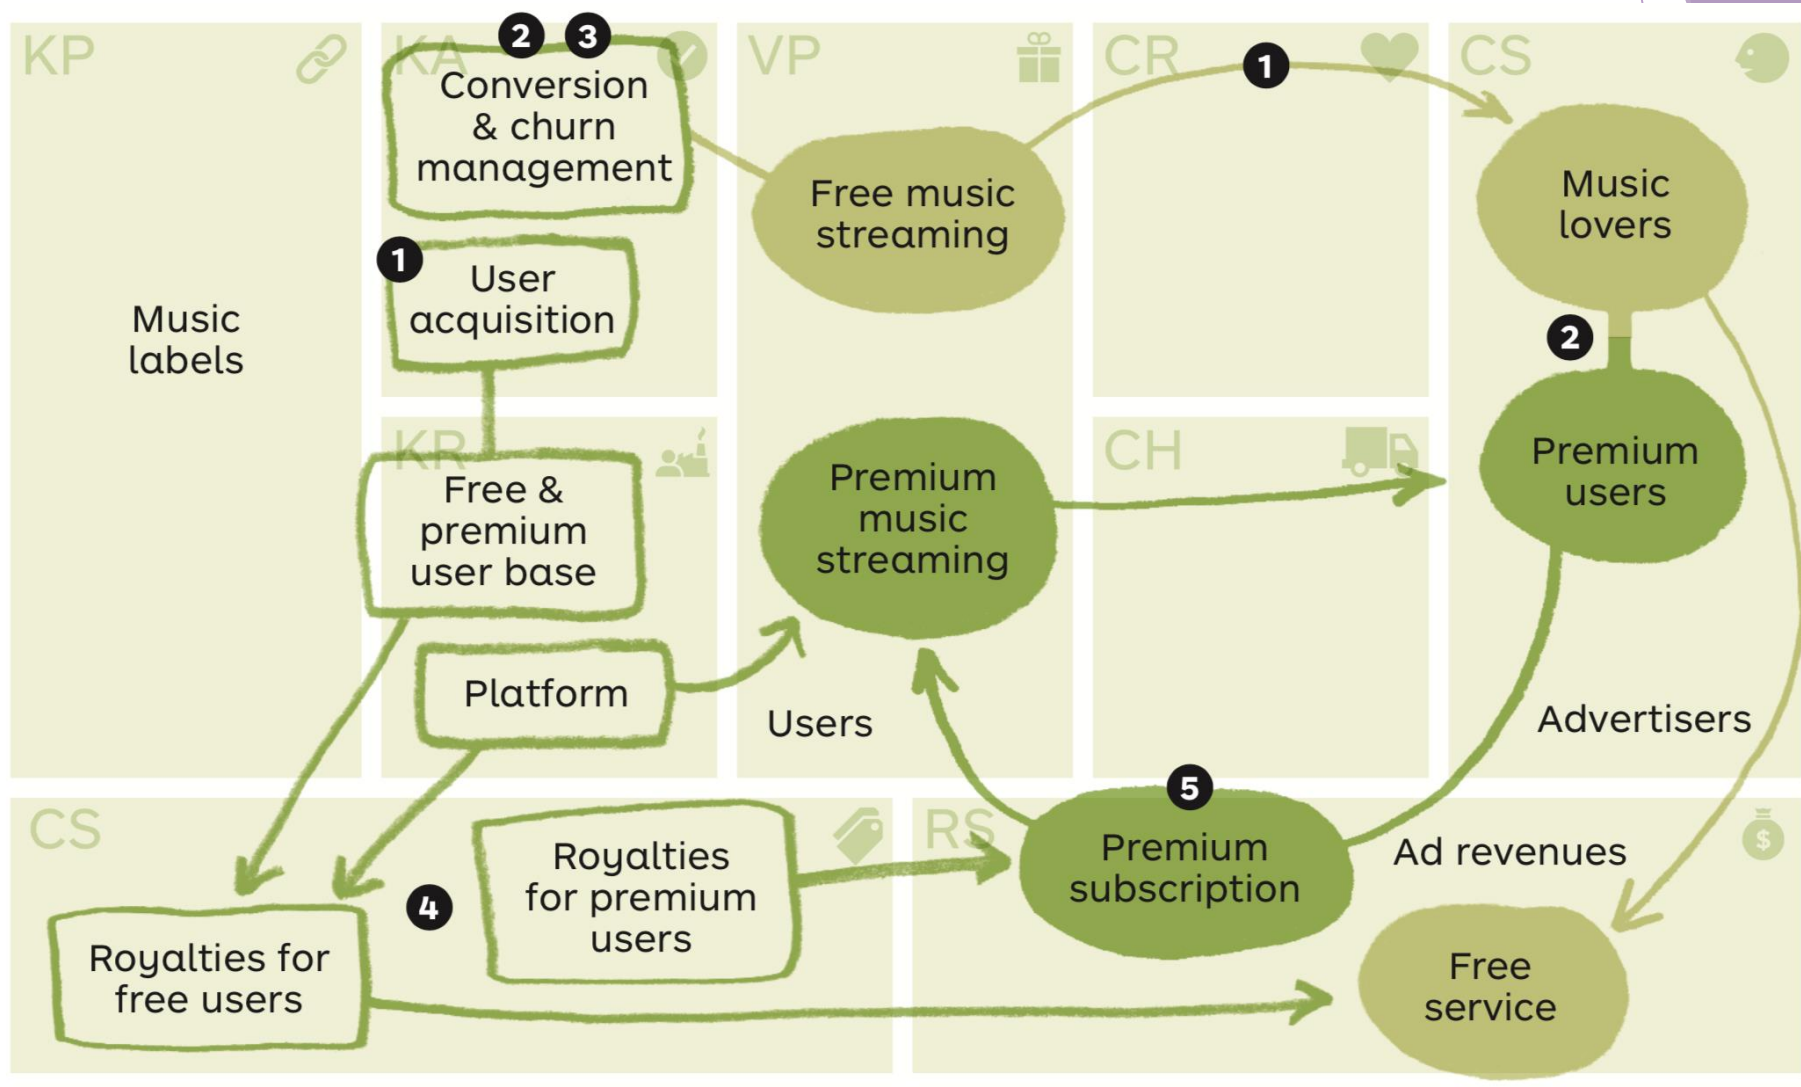 KP
KA
2
3
Conversion
& churn
management
1
User
acquisition
Music
labels
KR
Free &
premium
user base
Platform
VP
Free music
streaming
Premium
music
streaming
Users
CR
1
CH
CS
Music
lovers
2
Premium
users
Advertisers
CS
Royalties for
free users
4
Royalties
for premium
users
RS
5
Premium
subscription
Ad revenues
$
Free
service